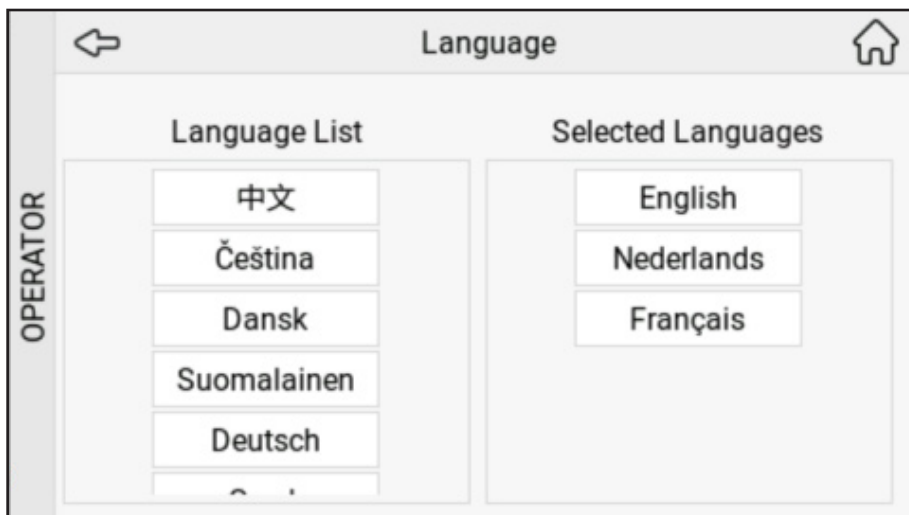 Language
OPERATOR
Language List
中文
Čeština
Dansk
Suomalainen
Deutsch
Selected Languages
English
Nederlands
Français